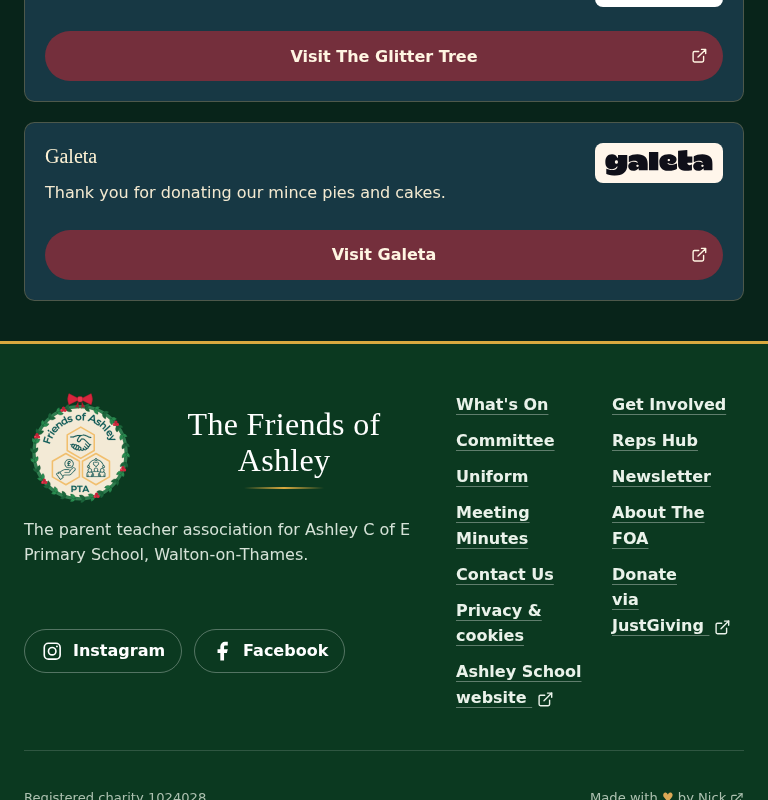 Visit The Glitter Tree
Galeta
galeta
Thank you for donating our mince pies and cakes.
Visit Galeta
Friends of Ashley
PTA
The Friends of
Ashley
The parent teacher association for Ashley C of E
Primary School, Walton-on-Thames.
Instagram
Facebook
What's On
Committee
Uniform
Meeting
Minutes
Contact Us
Privacy &
cookies
Ashley School
website
Get Involved
Reps Hub
Newsletter
About The
FOA
Donate
via
JustGiving
Registered charity 1024028
Made with ♥ by Nick